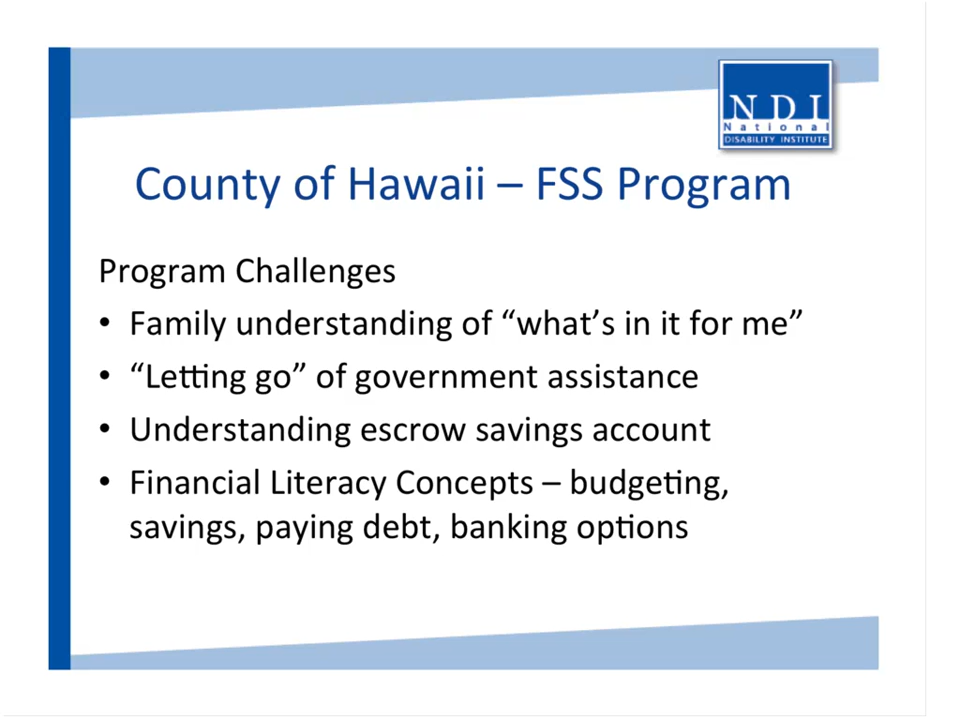 NDI
National
DISABILITY INSTITUTE
County of Hawaii – FSS Program
Program Challenges
• Family understanding of “what’s in it for me”
• “Letting go” of government assistance
• Understanding escrow savings account
• Financial Literacy Concepts – budgeting,
savings, paying debt, banking options